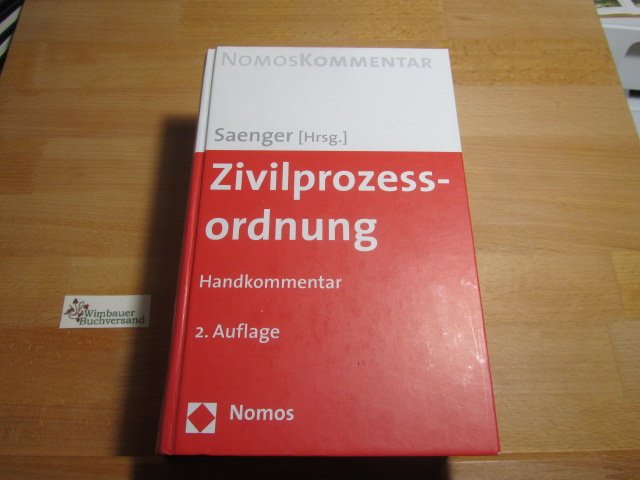 NomosKommentar
Saenger [Hrsg.]
Zivilprozess-
ordnung
Handkommentar
2. Auflage
Nomos
Wimbauer
Buchversand